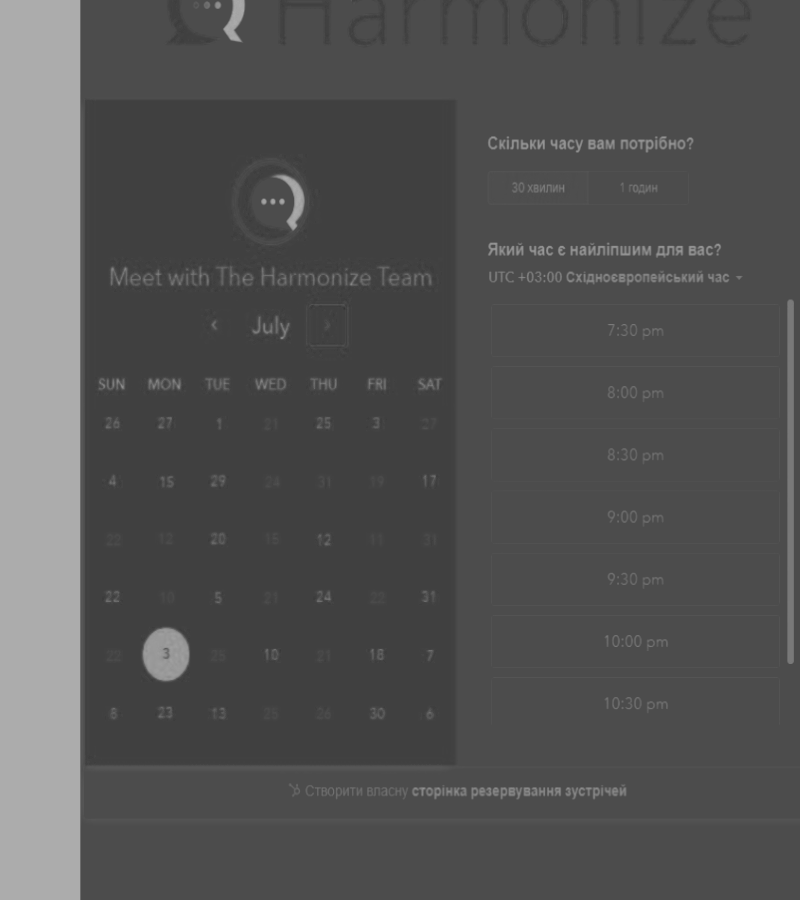 Harmonize
Meet with The Harmonize Team
July
SUN MON TUE WED THU FRI SAT
26 27 1 21 25 3 27
4 15 29 24 31 19 17
12 20 15 12 11 31
22 10 5 21 24 31
3 10 21 18 7
8 23 13 25 26 30 6
Скільки часу вам потрібно?
30 хвилин 1 годин
Який час є найліпшим для вас?
UTC +03:00 Східноєвропейський час
7:30 pm
8:00 pm
8:30 pm
9:00 pm
9:30 pm
10:00 pm
10:30 pm
Створити власну сторінка резервування зустрічей